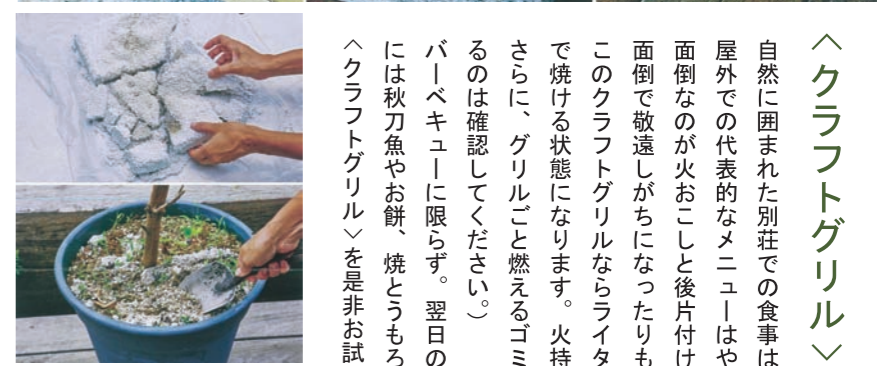 〈クラフトグリル〉
自然に囲まれた別荘での食事は
屋外での代表的なメニューはや
面倒なのが火おこしと後片付け
面倒で敬遠しがちになったりも
このクラフトグリルならライタ
で焼ける状態になります。火持
さらに、グリルごと燃えるゴミ
るのは確認してください。）
バーベキューに限らず。翌日の
には秋刀魚やお餅、焼とうもろ
〈クラフトグリル〉を是非お試